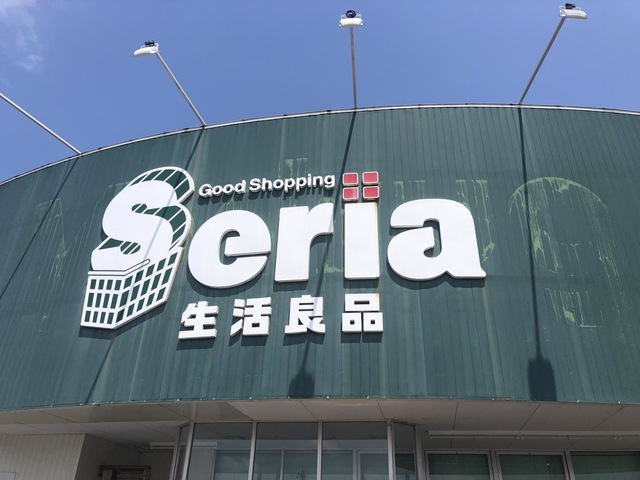 Good Shopping
Seria
生活良品